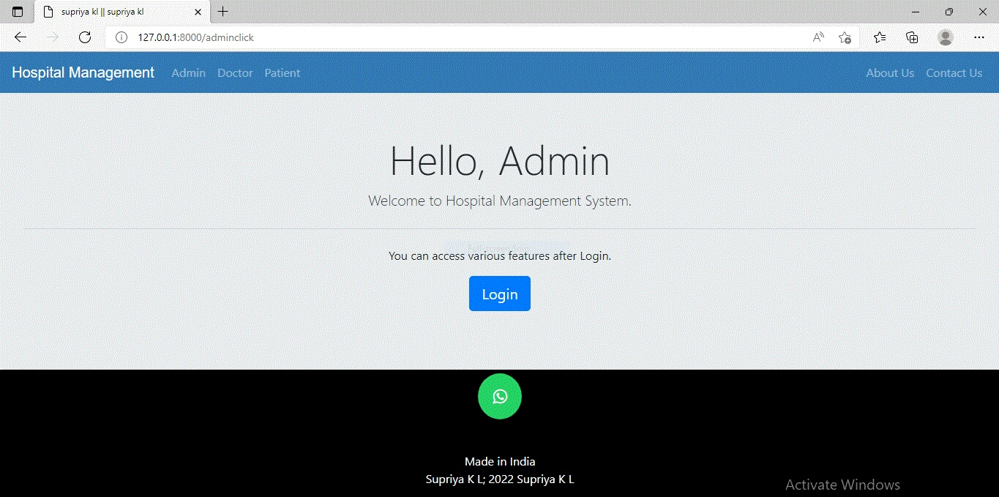 supriya kl || supriya kl
127.0.0.1:8000/adminclick
Hospital Management Admin Doctor Patient About Us Contact Us
Hello, Admin
Welcome to Hospital Management System.
You can access various features after Login.
Login
Made in India
Supriya K L; 2022 Supriya K L
Activate Windows